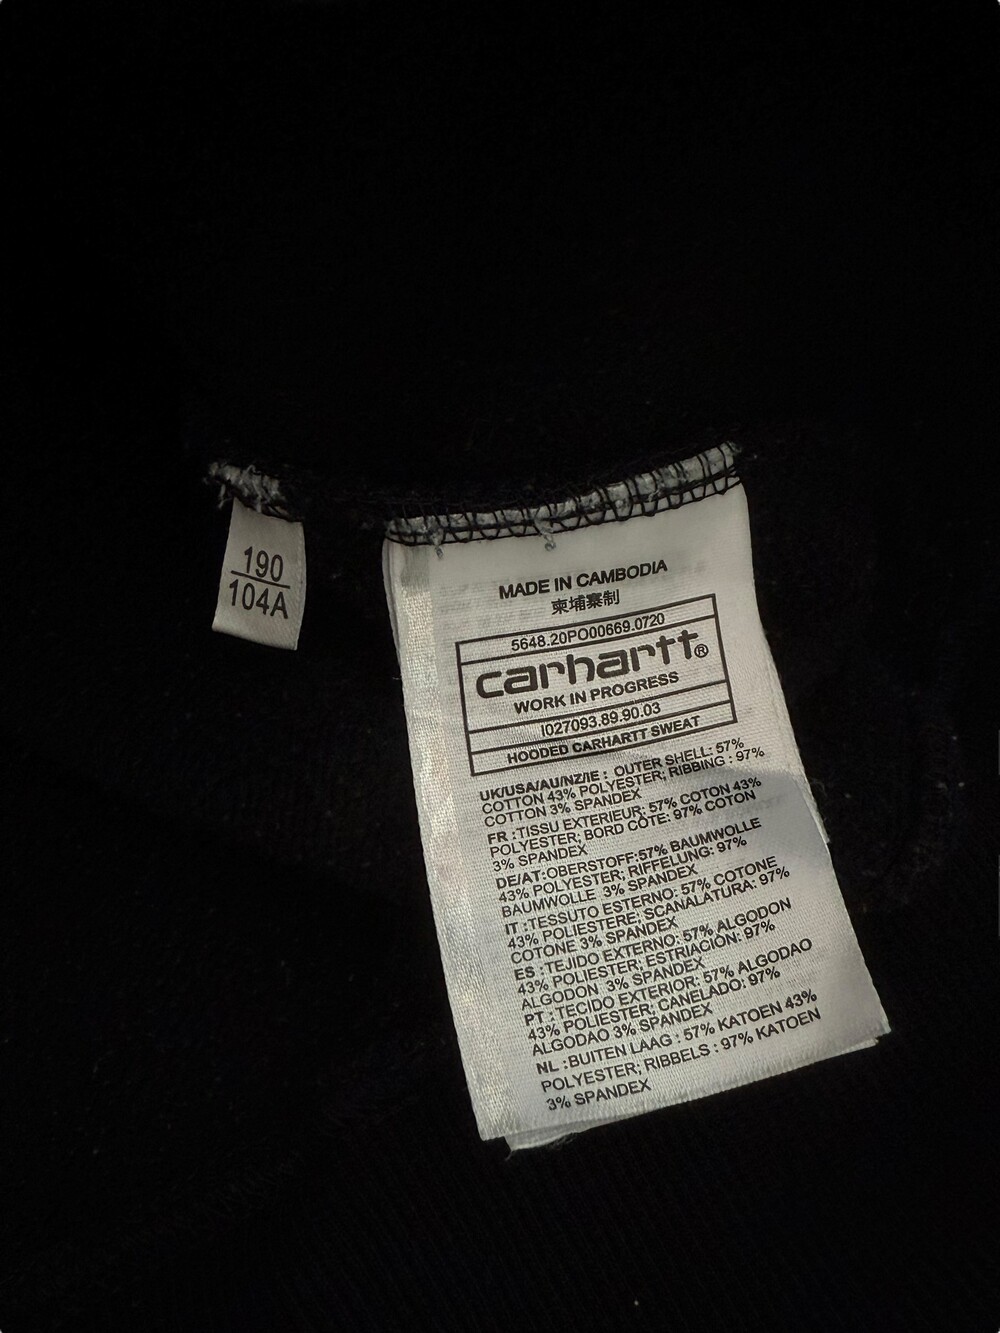 190
104A
MADE IN CAMBODIA
柬埔寨制
5648.20PO00669.0720
carhartt®
WORK IN PROGRESS
I027093.89.90.03
HOODED CARHARTT SWEAT
UK/USA/AU/NZ/IE : OUTER SHELL: 57%
COTTON 43% POLYESTER; RIBBING : 97%
COTTON 3% SPANDEX
FR :TISSU EXTERIEUR: 57% COTON 43%
POLYESTER; BORD CÔTE: 97% COTON
3% SPANDEX
DE/AT:OBERSTOFF:57% BAUMWOLLE
43% POLYESTER; RIFFELUNG: 97%
BAUMWOLLE 3% SPANDEX
IT :TESSUTO ESTERNO: 57% COTONE
43% POLIESTERE; SCANALATURA: 97%
COTONE 3% SPANDEX
ES :TEJIDO EXTERNO: 57% ALGODON
43% POLIESTER; ESTRIACIÓN: 97%
ALGODON 3% SPANDEX
PT : TECIDO EXTERIOR: 57% ALGODAO
43% POLIESTER; CANELADO: 97%
ALGODAO 3% SPANDEX
NL :BUITEN LAAG : 57% KATOEN 43%
POLYESTER; RIBBELS : 97% KATOEN
3% SPANDEX